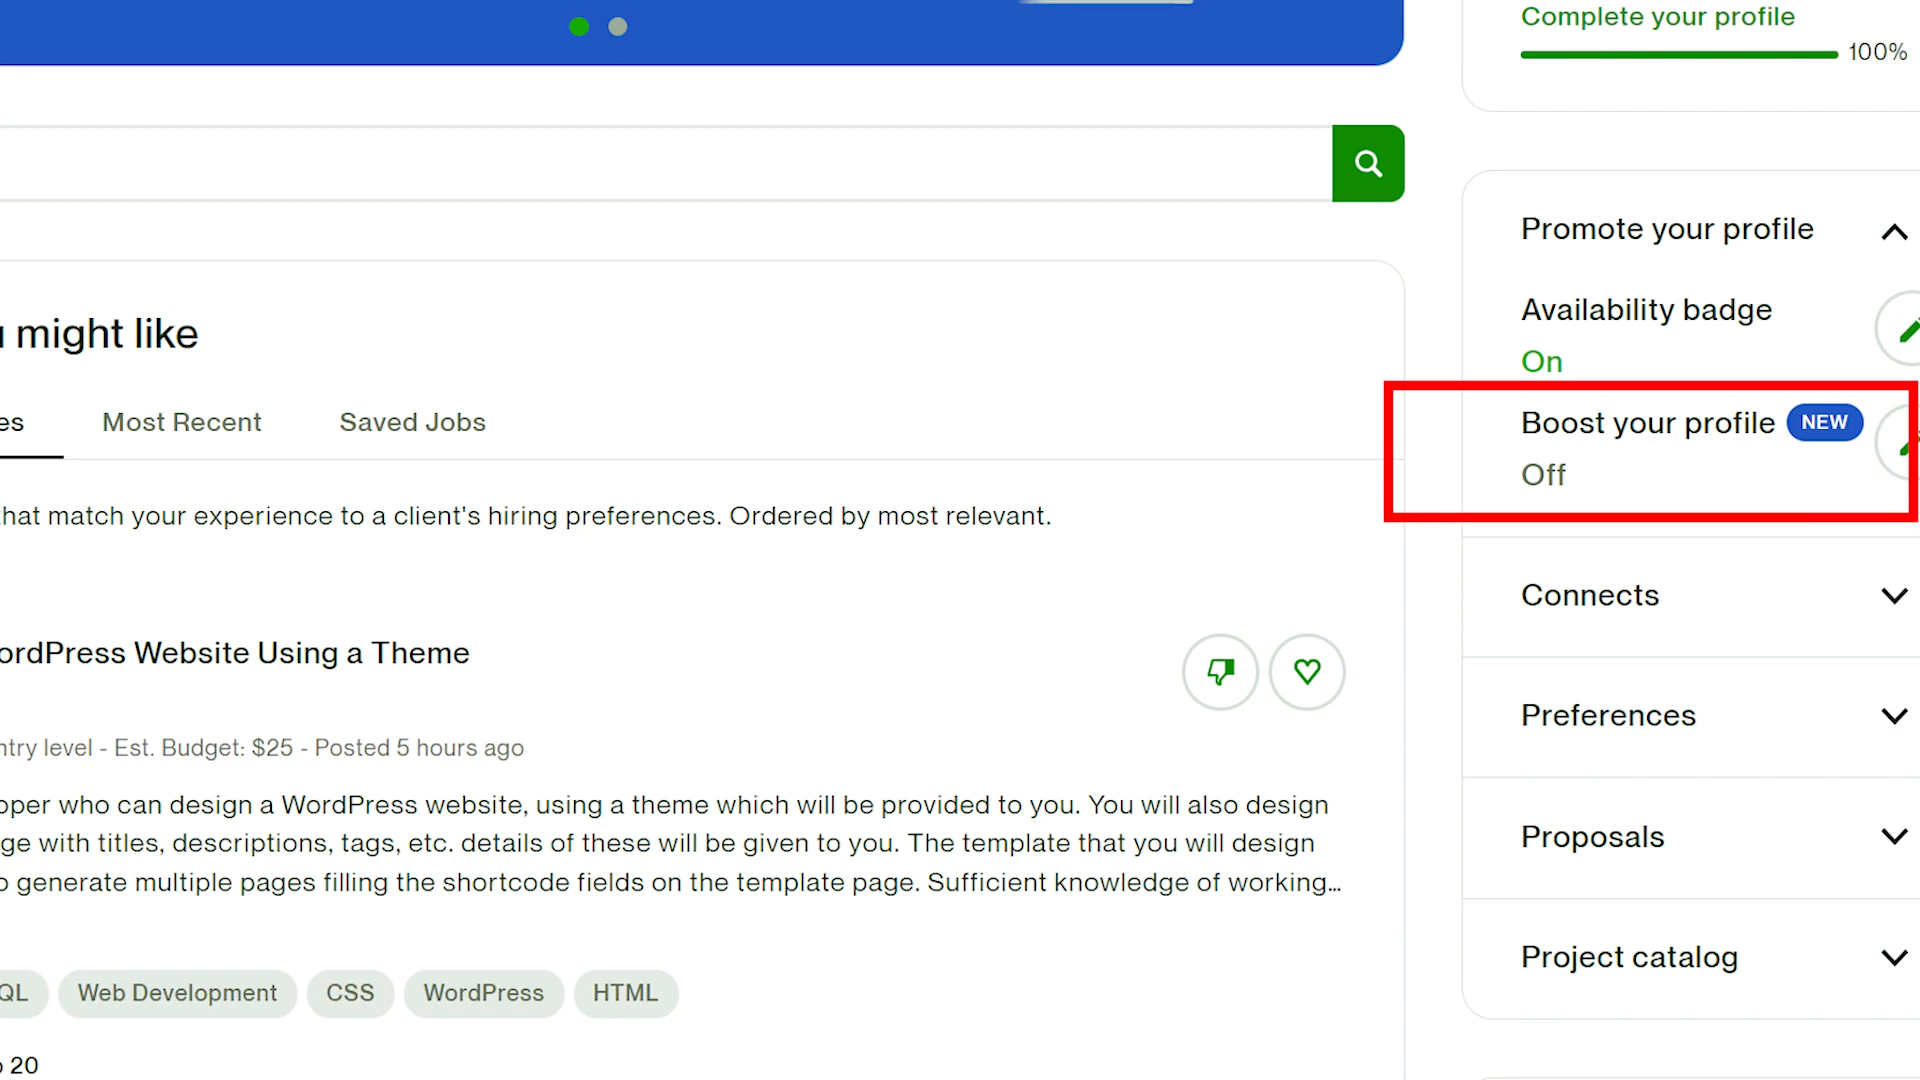 Complete your profile
100%
Promote your profile
Availability badge
On
Boost your profile NEW
Off
Connects
Preferences
Proposals
Project catalog
might like
Most Recent
Saved Jobs
that match your experience to a client's hiring preferences. Ordered by most relevant.
ordPress Website Using a Theme
ntry level - Est. Budget: $25 - Posted 5 hours ago
oper who can design a WordPress website, using a theme which will be provided to you. You will also design
ge with titles, descriptions, tags, etc. details of these will be given to you. The template that you will design
o generate multiple pages filling the shortcode fields on the template page. Sufficient knowledge of working...
QL
Web Development
CSS
WordPress
HTML
20